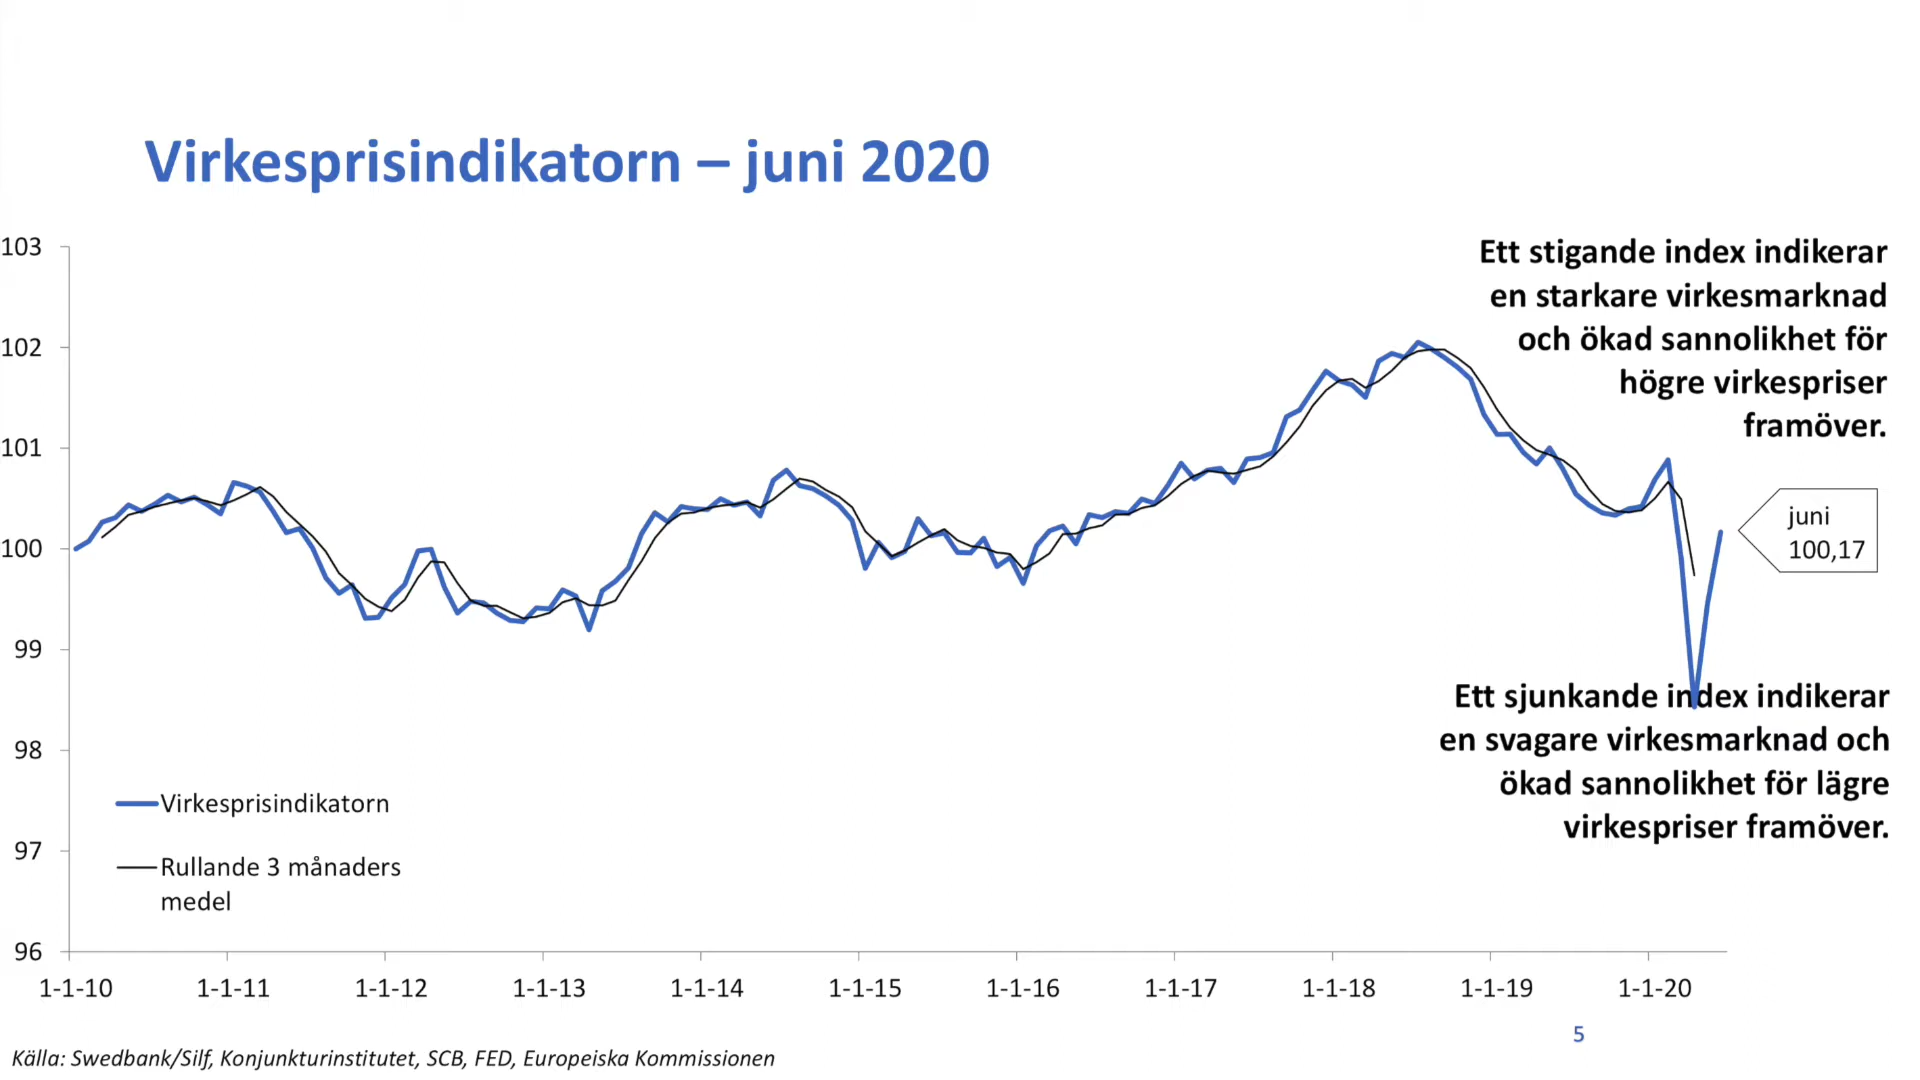 Virkesprisindikatorn – juni 2020
103
102
101
100
99
98
97
96
Ett stigande index indikerar
en starkare virkesmarknad
och ökad sannolikhet för
högre virkespriser
framöver.
juni
100,17
Ett sjunkande index indikerar
en svagare virkesmarknad och
ökad sannolikhet för lägre
virkespriser framöver.
Virkesprisindikatorn
Rullande 3 månaders
medel
1-1-10 1-1-11 1-1-12 1-1-13 1-1-14 1-1-15 1-1-16 1-1-17 1-1-18 1-1-19 1-1-20
5
Källa: Swedbank/Silf, Konjunkturinstitutet, SCB, FED, Europeiska Kommissionen